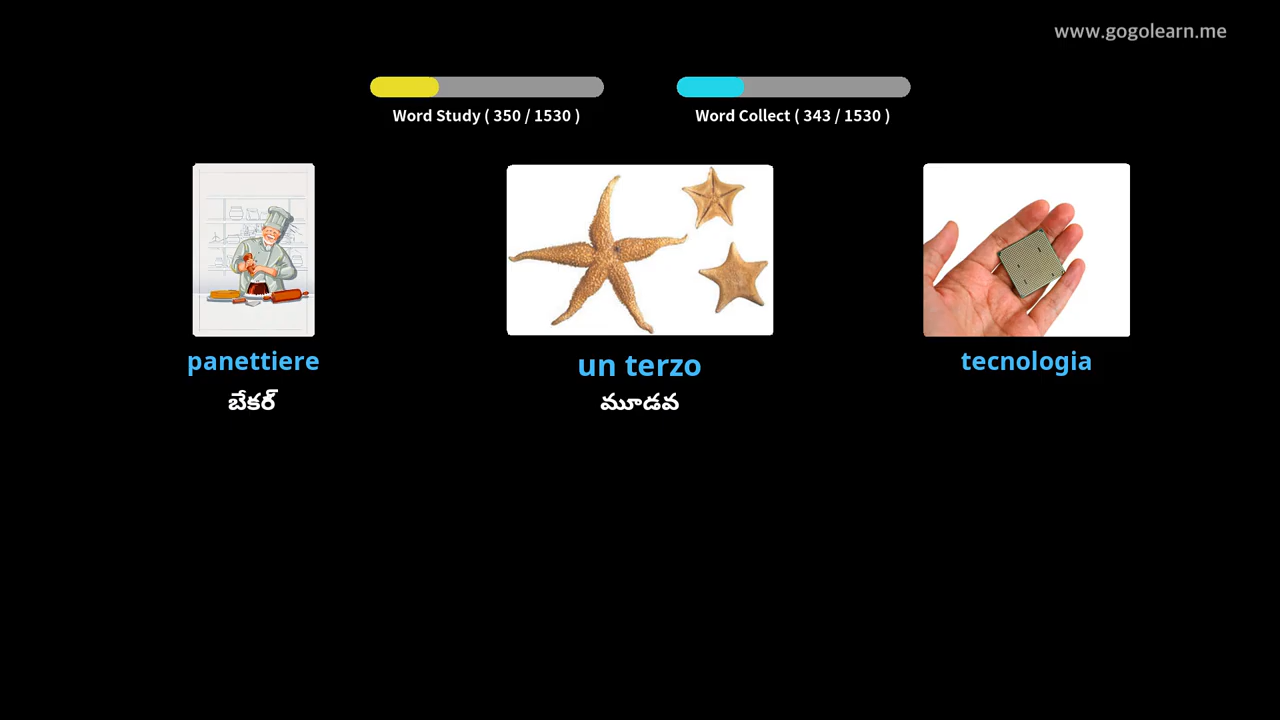 www.gogolearn.me
Word Study ( 350 / 1530 )
Word Collect ( 343 / 1530 )
panettiere
బేకర్
un terzo
మూడవ
tecnologia